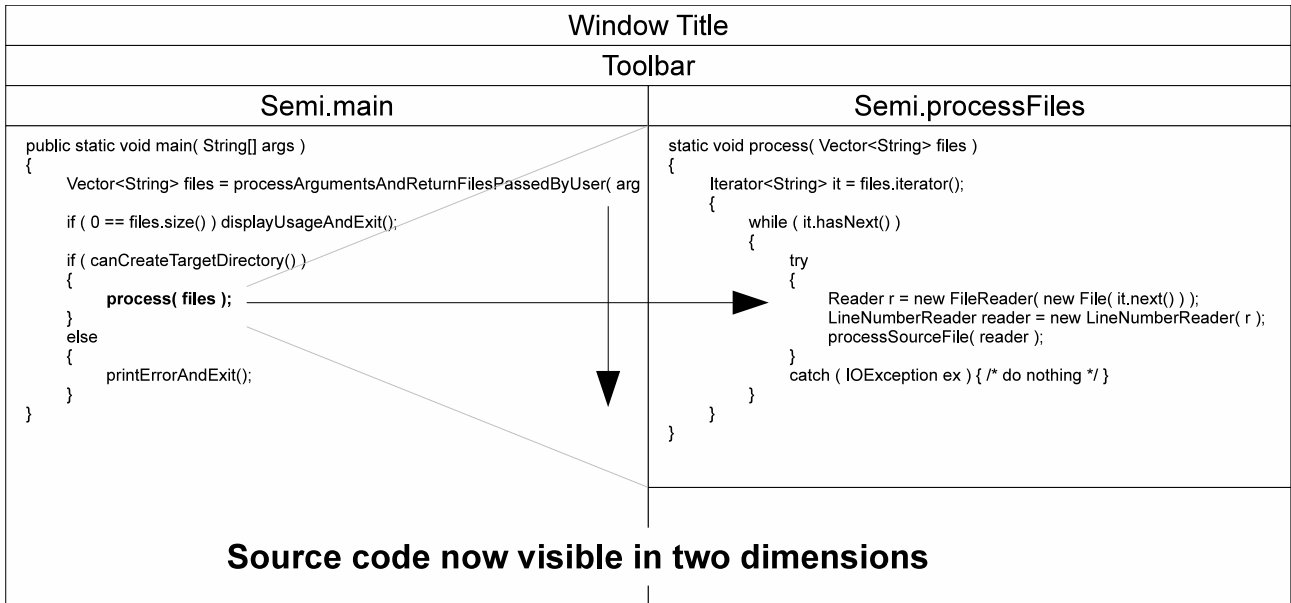 Window Title
Toolbar
Semi.main
public static void main( String[] args )
{
Vector<String> files = processArgumentsAndReturnFilesPassedByUser( arg
if ( 0 == files.size() ) displayUsageAndExit();
if ( canCreateTargetDirectory() )
{
process( files );
}
else
{
printErrorAndExit();
}
}
Semi.processFiles
static void process( Vector<String> files )
{
Iterator<String> it = files.iterator();
{
while ( it.hasNext() )
{
try
{
Reader r = new FileReader( new File( it.next() ) );
LineNumberReader reader = new LineNumberReader( r );
processSourceFile( reader );
}
catch ( IOException ex ) { /* do nothing */ }
}
}
}
Source code now visible in two dimensions